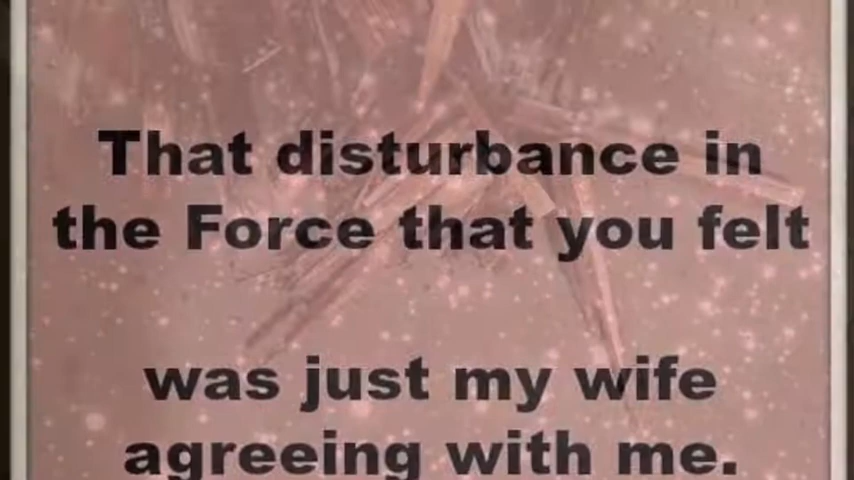 That disturbance in
the Force that you felt
was just my wife
agreeing with me.